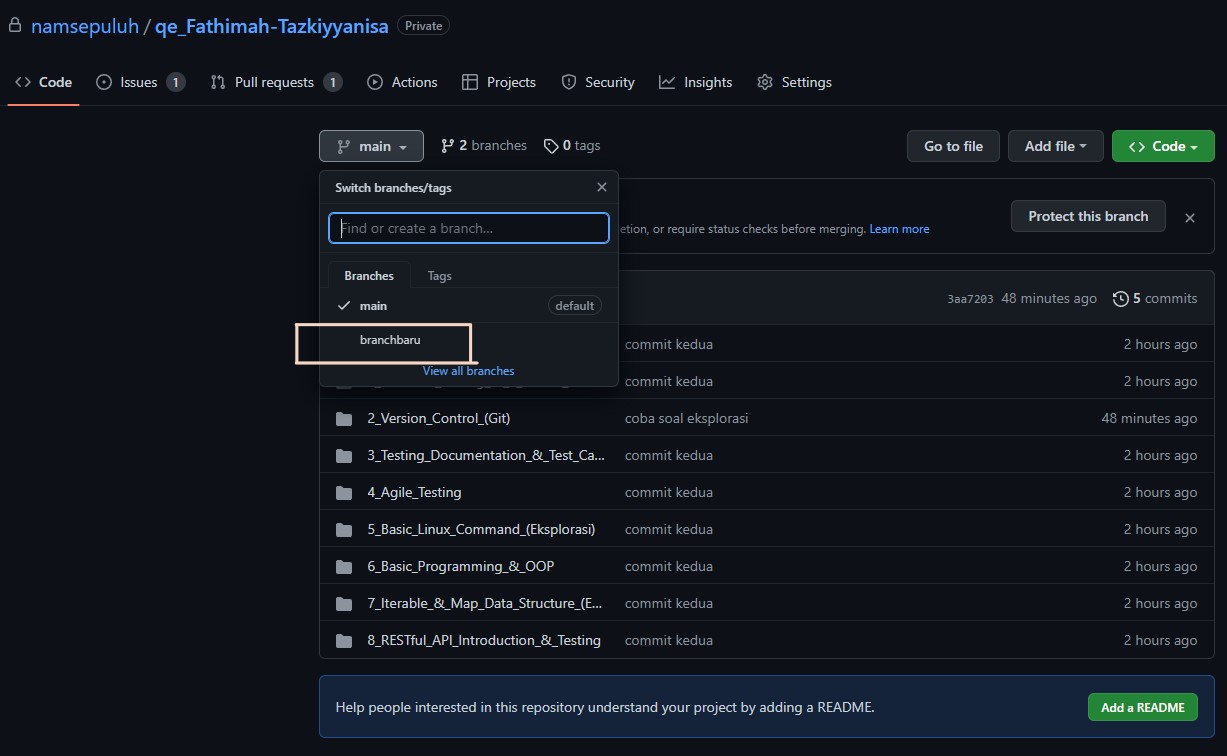 namsepuluh / qe_Fathimah-Tazkiyyanisa Private
Code Issues 1 Pull requests 1 Actions Projects Security Insights Settings
main 2 branches 0 tags Go to file Add file Code
Switch branches/tags
Find or create a branch...
Branches Tags
main default
branchbaru
View all branches
etion, or require status checks before merging. Learn more
Protect this branch
3aa7203 48 minutes ago 5 commits
commit kedua 2 hours ago
commit kedua 2 hours ago
2_Version_Control_(Git) coba soal eksplorasi 48 minutes ago
3_Testing_Documentation_&_Test_Ca... commit kedua 2 hours ago
4_Agile_Testing commit kedua 2 hours ago
5_Basic_Linux_Command_(Eksplorasi) commit kedua 2 hours ago
6_Basic_Programming_&_OOP commit kedua 2 hours ago
7_Iterable_&_Map_Data_Structure_(E... commit kedua 2 hours ago
8_RESTful_API_Introduction_&_Testing commit kedua 2 hours ago
Help people interested in this repository understand your project by adding a README. Add a README